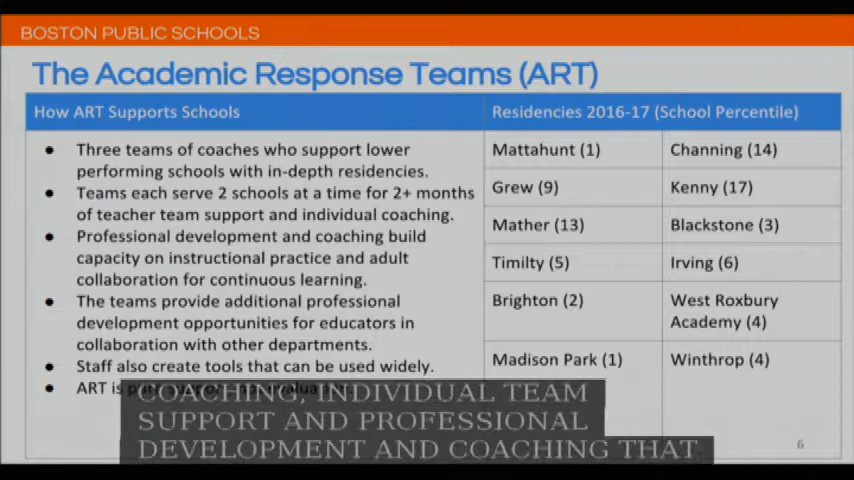 BOSTON PUBLIC SCHOOLS
The Academic Response Teams (ART)
How ART Supports Schools
● Three teams of coaches who support lower
performing schools with in-depth residencies.
● Teams each serve 2 schools at a time for 2+ months
of teacher team support and individual coaching.
● Professional development and coaching build
capacity on instructional practice and adult
collaboration for continuous learning.
● The teams provide additional professional
development opportunities for educators in
collaboration with other departments.
● Staff also create tools that can be used widely.
● ART is
Residencies 2016-17 (School Percentile)
Mattahunt (1) Channing (14)
Grew (9) Kenny (17)
Mather (13) Blackstone (3)
Timilty (5) Irving (6)
Brighton (2) West Roxbury
Academy (4)
Madison Park (1) Winthrop (4)
COACHING, INDIVIDUAL TEAM
SUPPORT AND PROFESSIONAL
DEVELOPMENT AND COACHING THAT
6